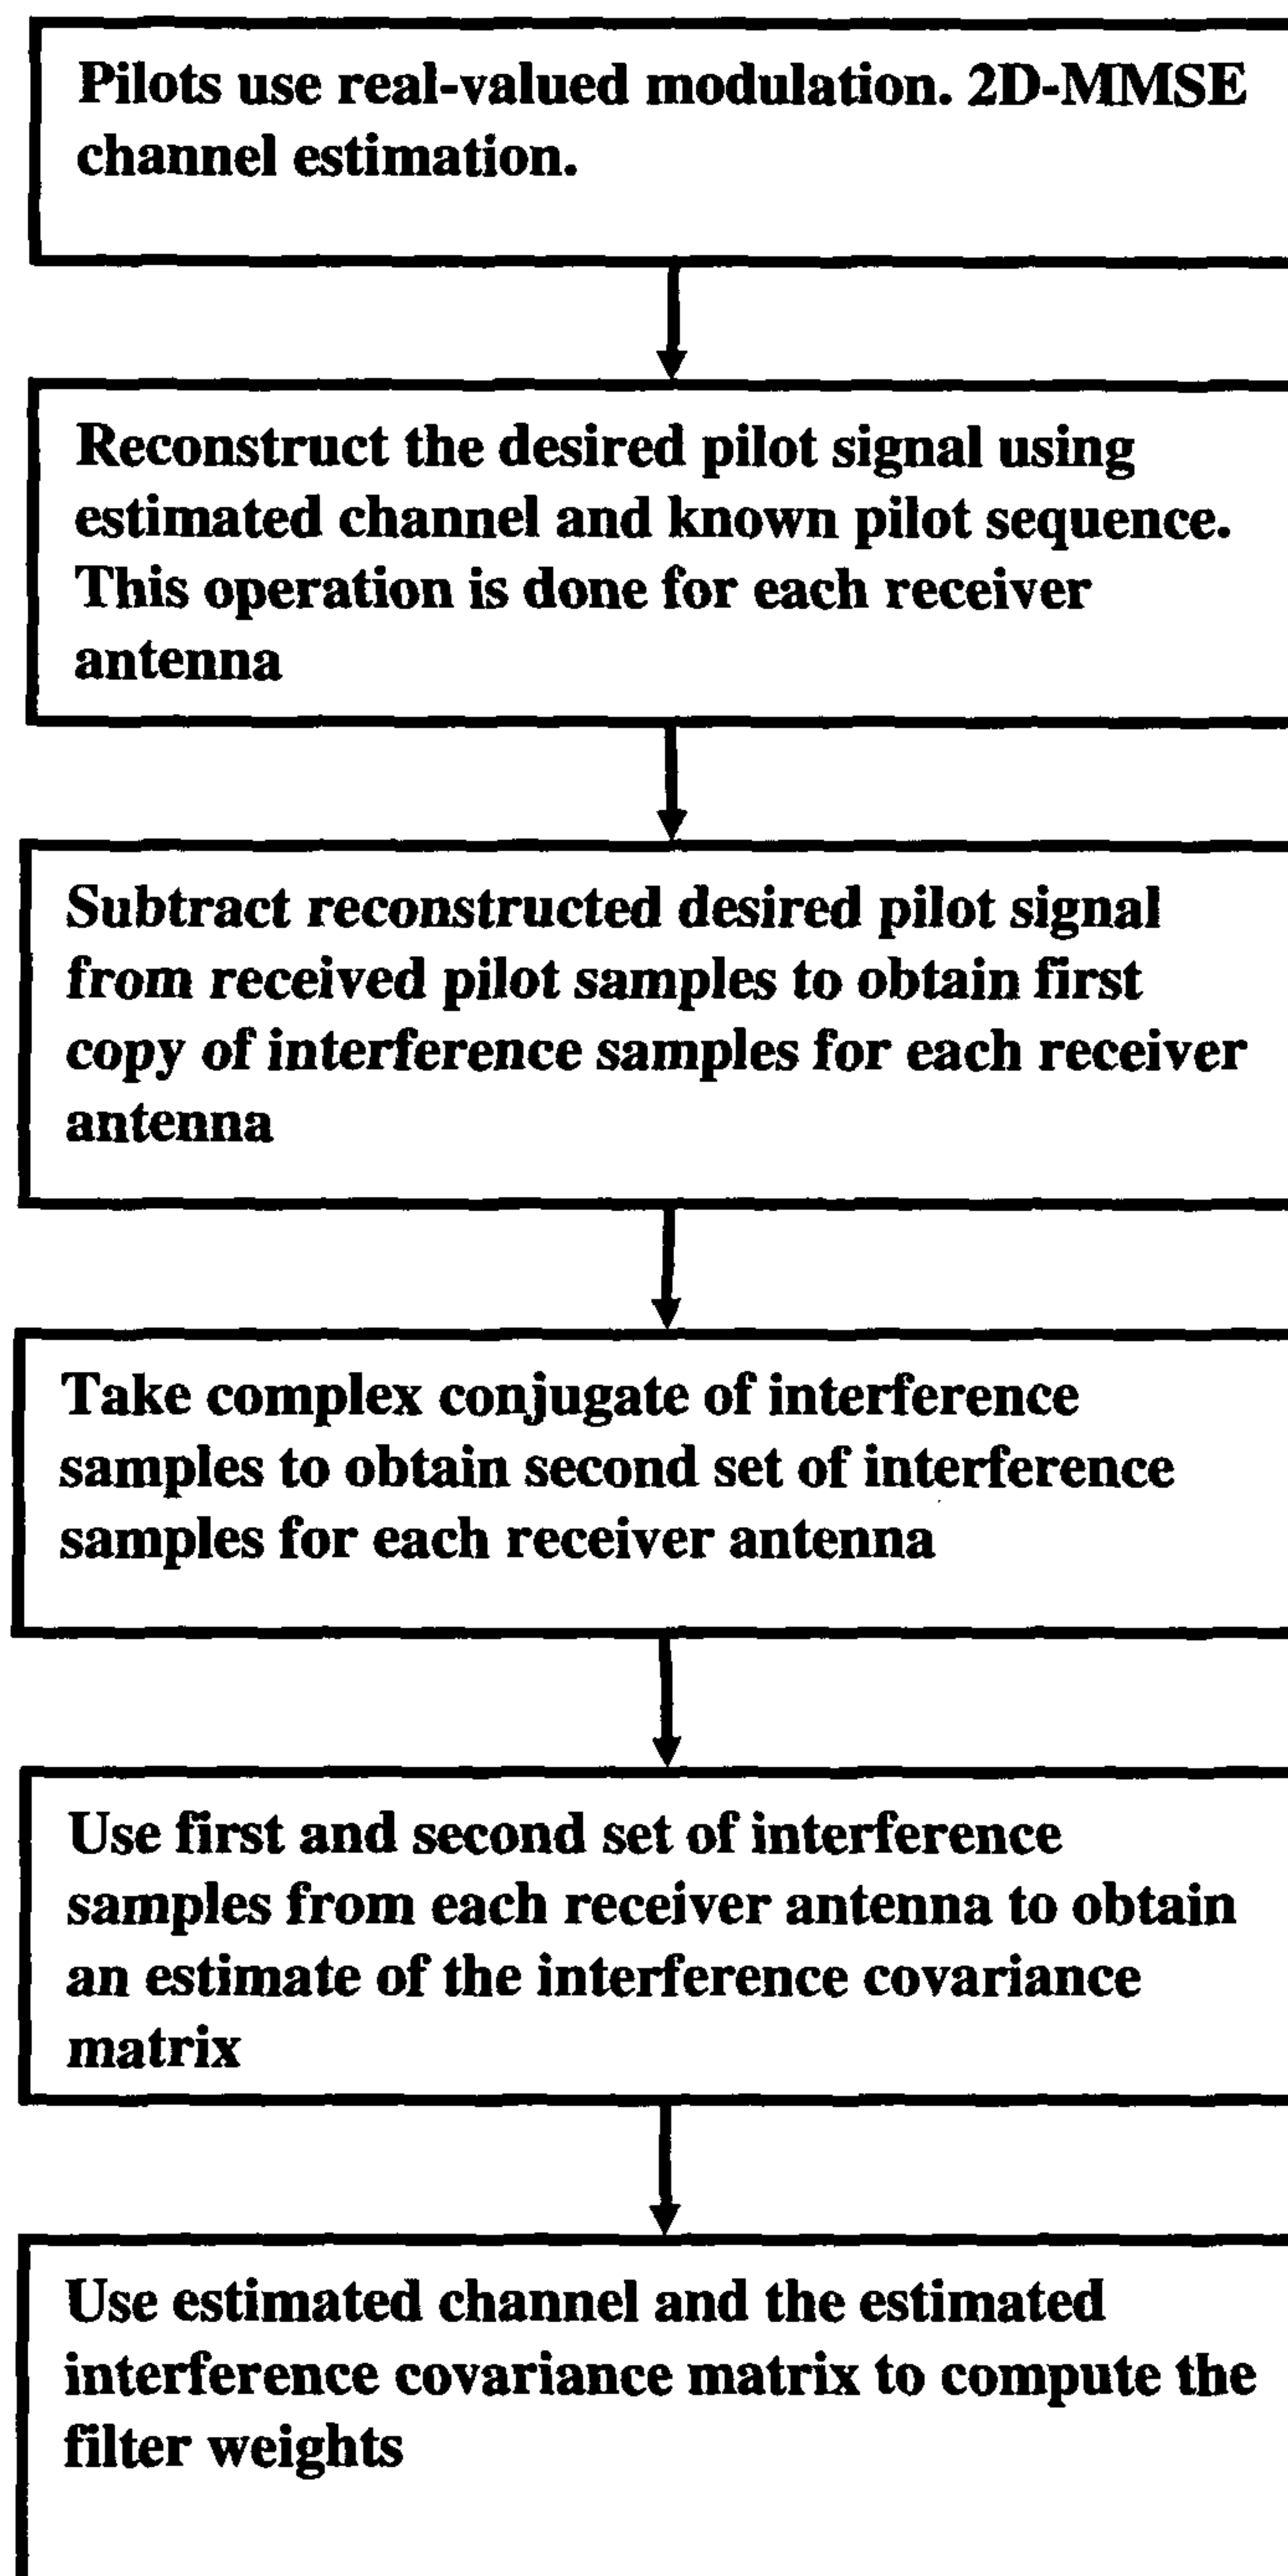 Pilots use real-valued modulation. 2D-MMSE
channel estimation.
Reconstruct the desired pilot signal using
estimated channel and known pilot sequence.
This operation is done for each receiver
antenna
Subtract reconstructed desired pilot signal
from received pilot samples to obtain first
copy of interference samples for each receiver
antenna
Take complex conjugate of interference
samples to obtain second set of interference
samples for each receiver antenna
Use first and second set of interference
samples from each receiver antenna to obtain
an estimate of the interference covariance
matrix
Use estimated channel and the estimated
interference covariance matrix to compute the
filter weights